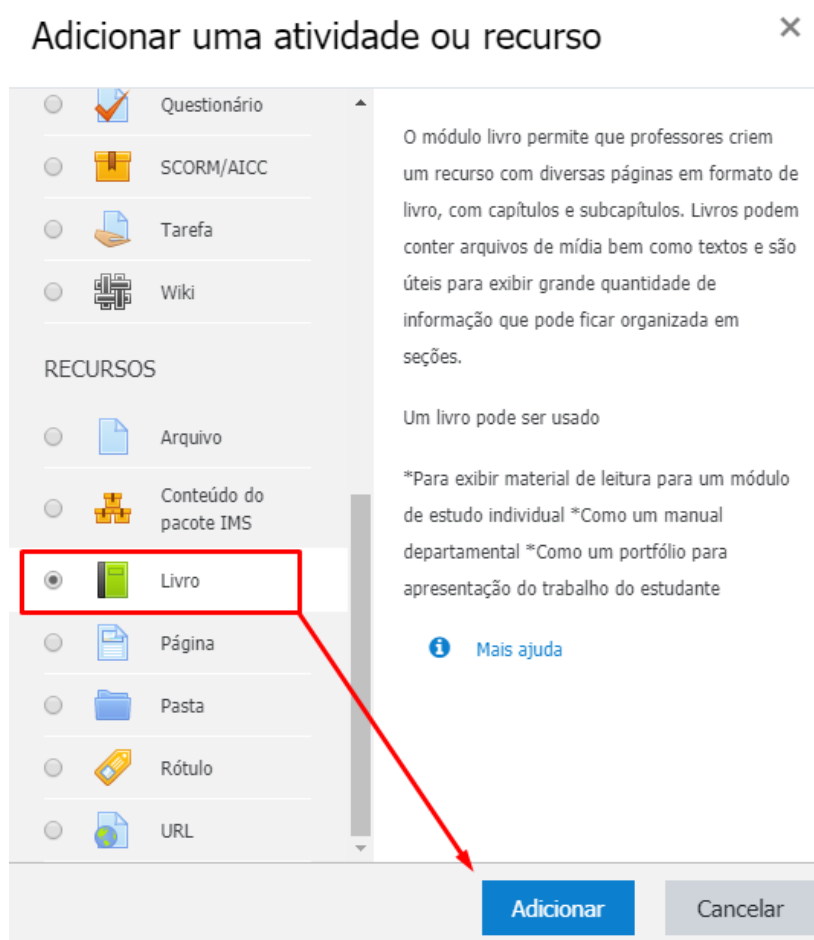 Adicionar uma atividade ou recurso
×
Questionário
SCORM/AICC
Tarefa
Wiki
RECURSOS
Arquivo
Conteúdo do
pacote IMS
Livro
Página
Pasta
Rótulo
URL
O módulo livro permite que professores criem
um recurso com diversas páginas em formato de
livro, com capítulos e subcapítulos. Livros podem
conter arquivos de mídia bem como textos e são
úteis para exibir grande quantidade de
informação que pode ficar organizada em
seções.
Um livro pode ser usado
*Para exibir material de leitura para um módulo
de estudo individual *Como um manual
departamental *Como um portfólio para
apresentação do trabalho do estudante
Mais ajuda
Adicionar
Cancelar